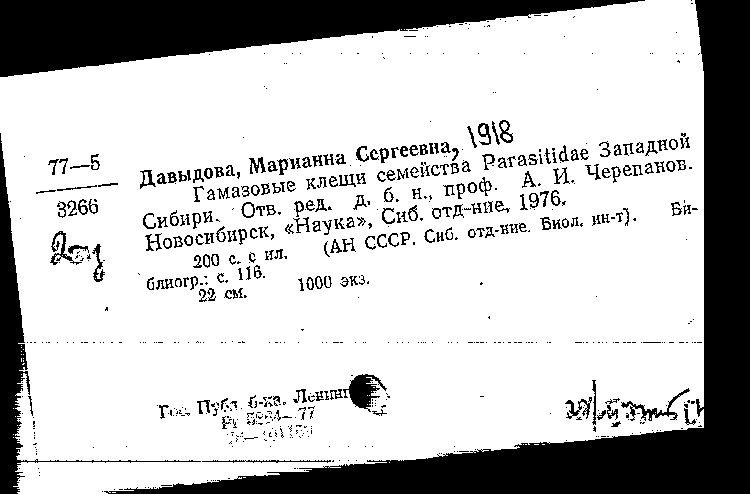 77—5
3266
2оэ
Давыдова, Марианна Сергеевна, 1918
Гамазовые клещи семейства Parasitidae Западной
Сибири. Отв. ред. д. б. н., проф. А. И. Черепанов.
Новосибирск, «Наука», Сиб. отд-ние, 1976.
200 с. с ил. (АН СССР. Сиб. отд-ние. Биол. ин-т). Би-
блиогр.: с. 116.
22 см. 1000 экз.
Гос. Публ. б-ка. Ленинг